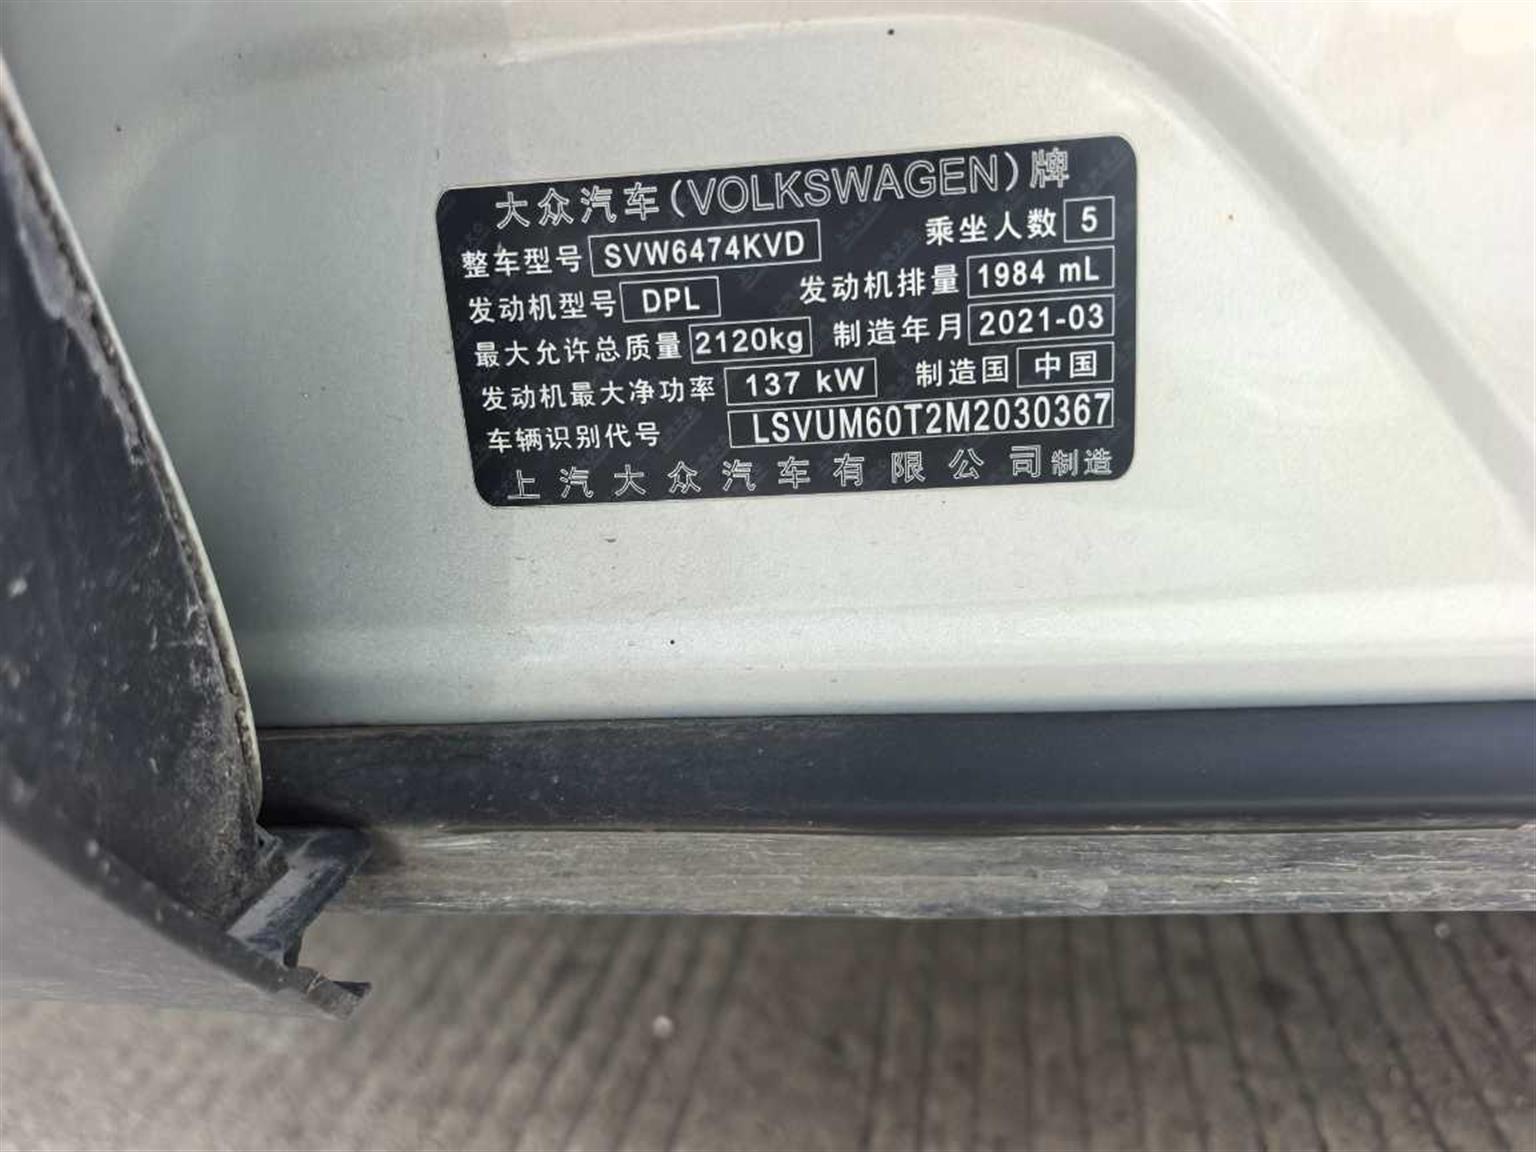 大众汽车(VOLKSWAGEN)牌
整车型号 SVW6474KVD 乘坐人数 5
发动机型号 DPL 发动机排量 1984 mL
最大允许总质量 2120kg 制造年月 2021-03
发动机最大净功率 137 kW 制造国 中国
车辆识别代号 LSVUM60T2M2030367
上汽大众汽车有限公司制造